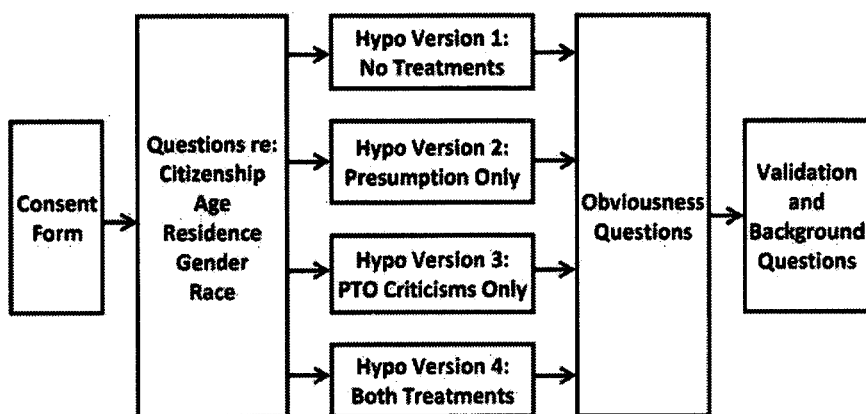 Consent
Form
Questions re:
Citizenship
Age
Residence
Gender
Race
Hypo Version 1:
No Treatments
Hypo Version 2:
Presumption Only
Hypo Version 3:
PTO Criticisms Only
Hypo Version 4:
Both Treatments
Obviousness
Questions
Validation
and
Background
Questions